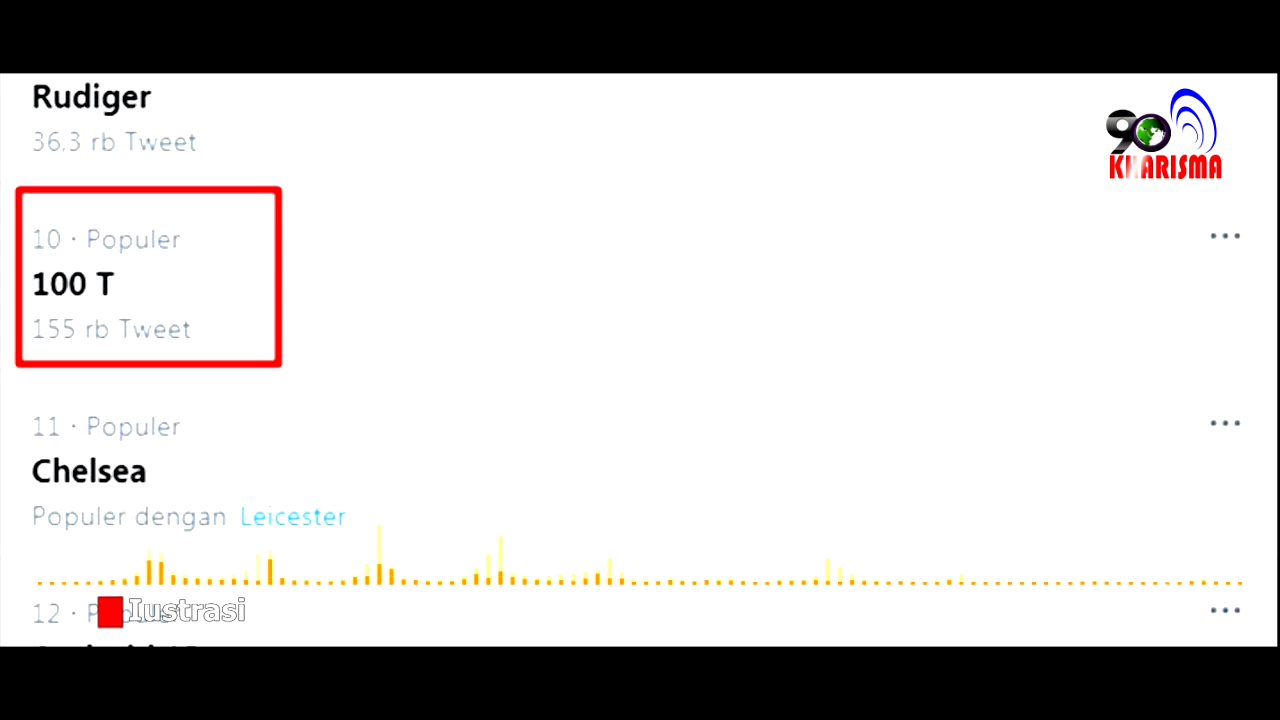 Rudiger
36,3 rb Tweet
90
KHARISMA
10 · Populer
100 T
155 rb Tweet
11 · Populer
Chelsea
Populer dengan Leicester
12 ·
Iustrasi